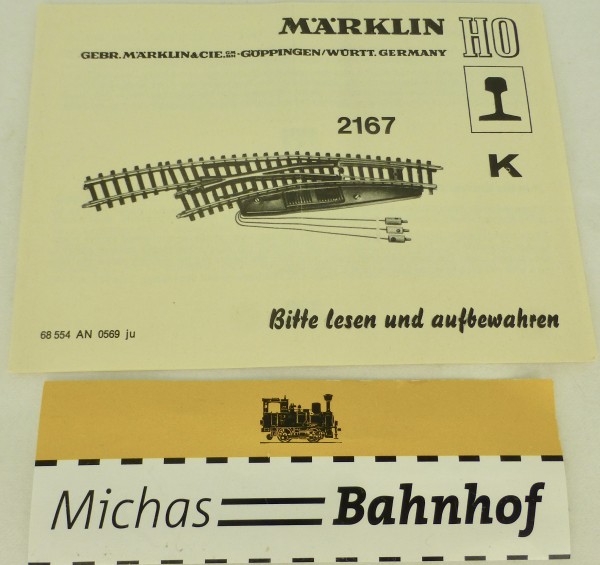 MÄRKLIN HO
GEBR. MÄRKLIN & CIE. GMBH - GÖPPINGEN/WÜRTT. GERMANY
2167
K
Bitte lesen und aufbewahren
68 554 AN 0569 ju
Michas Bahnhof